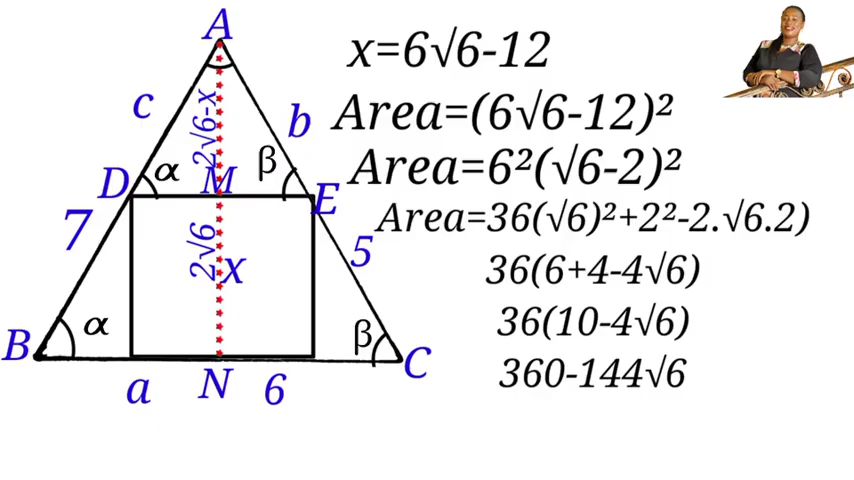 A
x=6√6-12
c
2√6-x
b
Area=(6√6-12)²
α
β
Area=6²(√6-2)²
D
M
E
7
Area=36(√6)²+2²-2.√6.2)
2√6
x
5
36(6+4-4√6)
B
α
β
C
36(10-4√6)
a
N
6
360-144√6